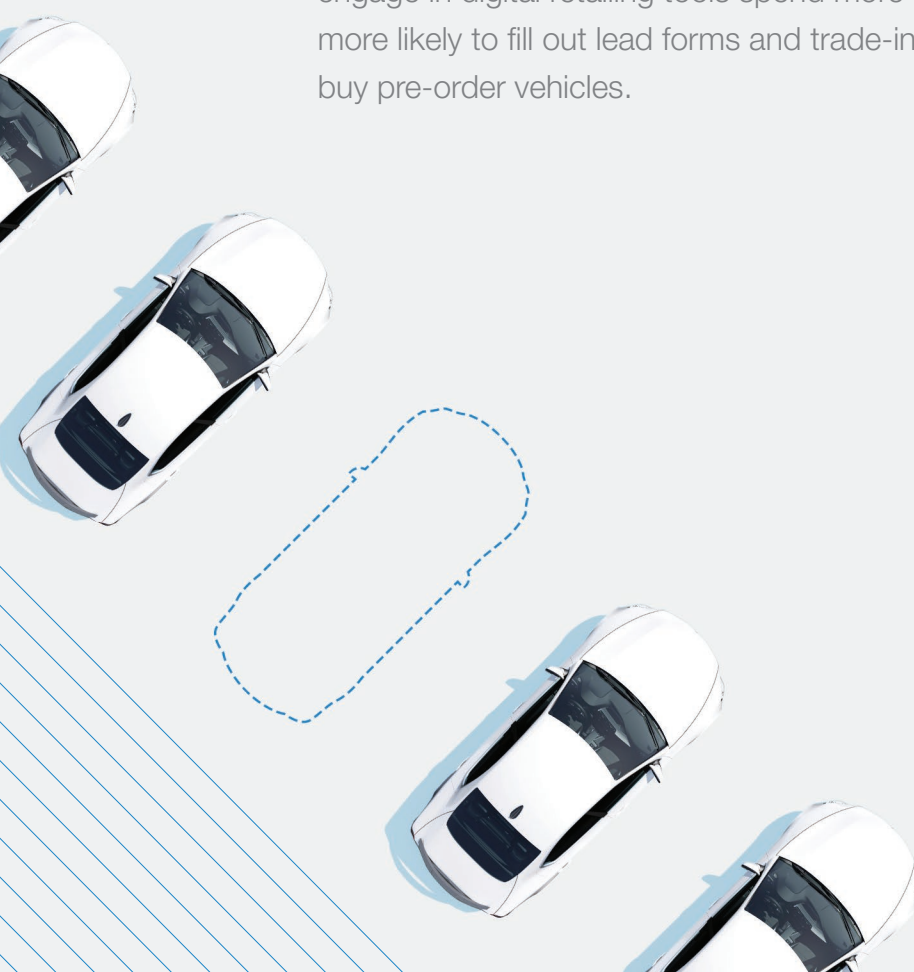 engage in digital retailing tools spend more
more likely to fill out lead forms and trade-in
buy pre-order vehicles.